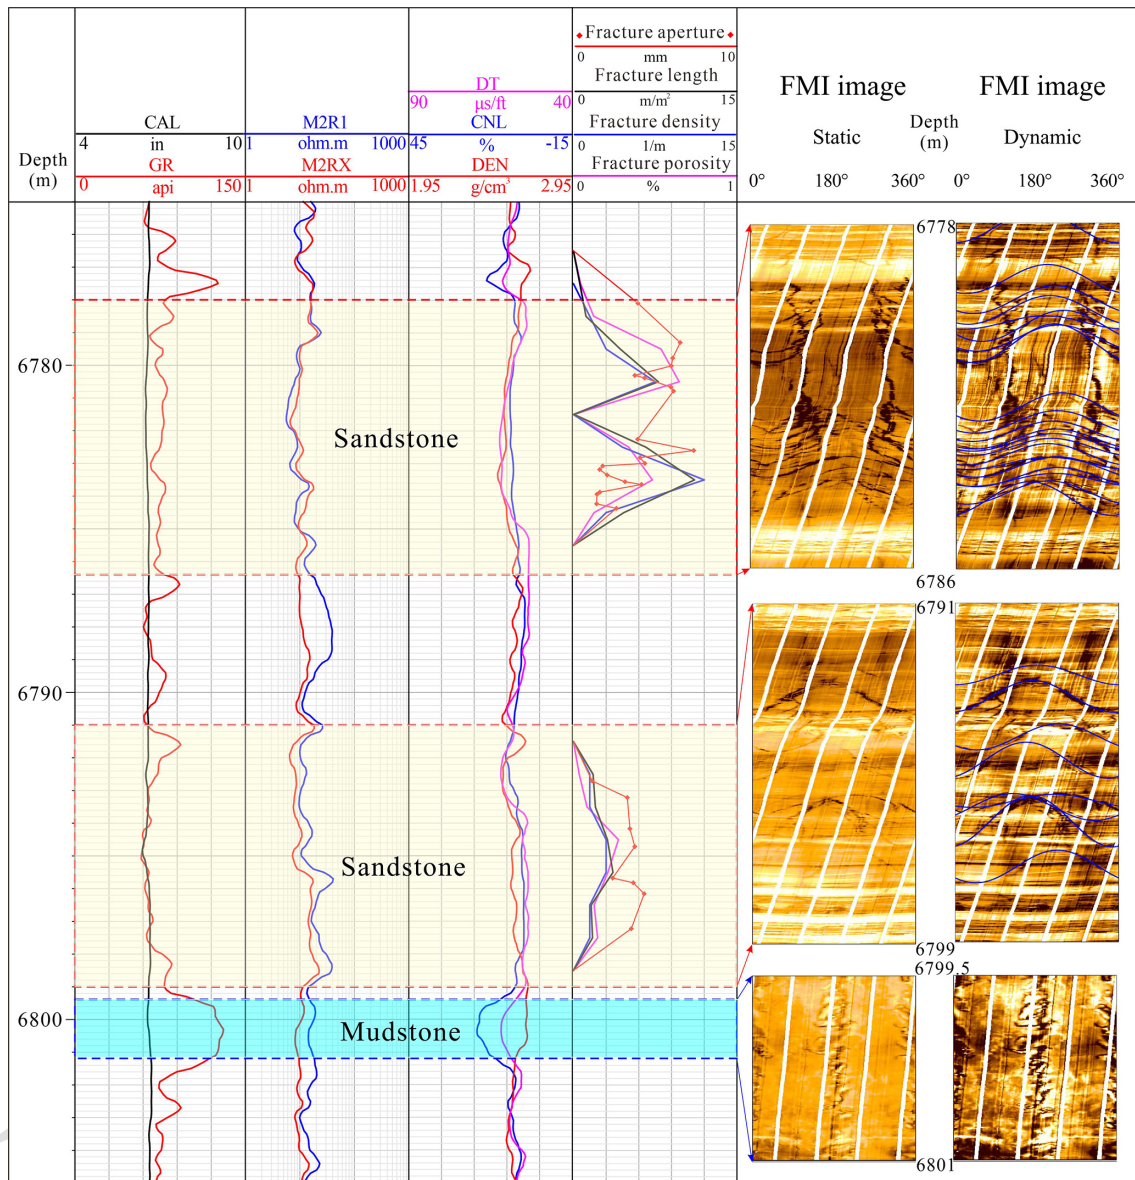 Depth
(m)
CAL
4 in 10
GR
0 api 150
M2R1
1 ohm.m 1000
M2RX
1 ohm.m 1000
DT
90 μs/ft 40
CNL
45 % -15
DEN
1.95 g/cm³ 2.95
Fracture aperture
0 mm 10
Fracture length
0 m/m² 15
Fracture density
0 1/m 15
Fracture porosity
0 % 1
FMI image
Static
0° 180° 360°
Depth
(m)
FMI image
Dynamic
0° 180° 360°
6780
6790
6800
Sandstone
Sandstone
Mudstone
6778
6786
6791
6799
6799.5
6801